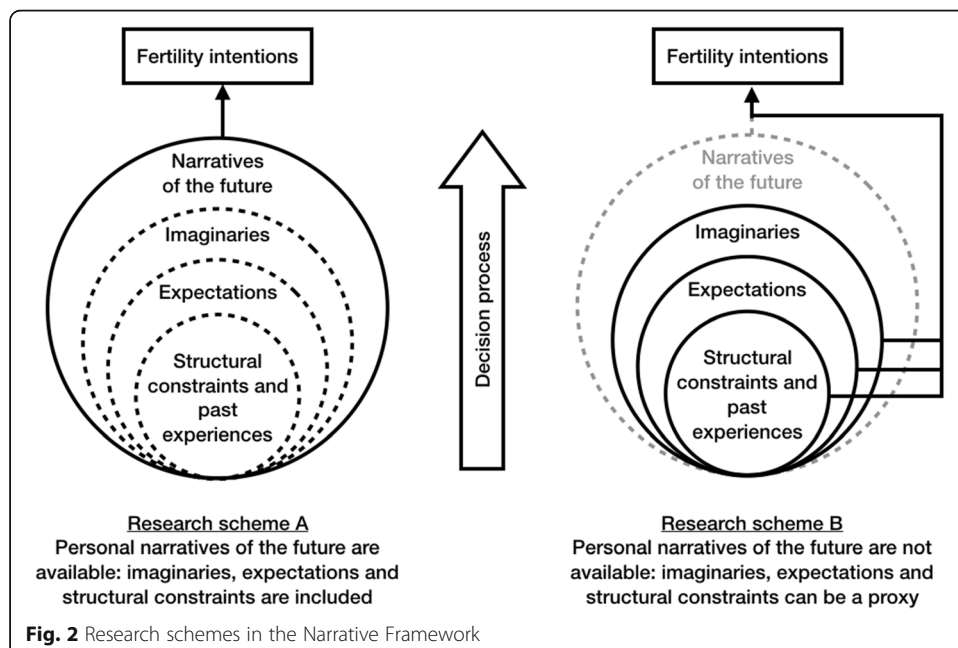 Fertility intentions
Narratives
of the future
Imaginaries
Expectations
Structural
constraints and
past
experiences
Research scheme A
Personal narratives of the future are
available: imaginaries, expectations and
structural constraints are included
Decision process
Fertility intentions
Narratives
of the future
Imaginaries
Expectations
Structural
constraints and
past
experiences
Research scheme B
Personal narratives of the future are not
available: imaginaries, expectations and
structural constraints can be a proxy
Fig. 2 Research schemes in the Narrative Framework